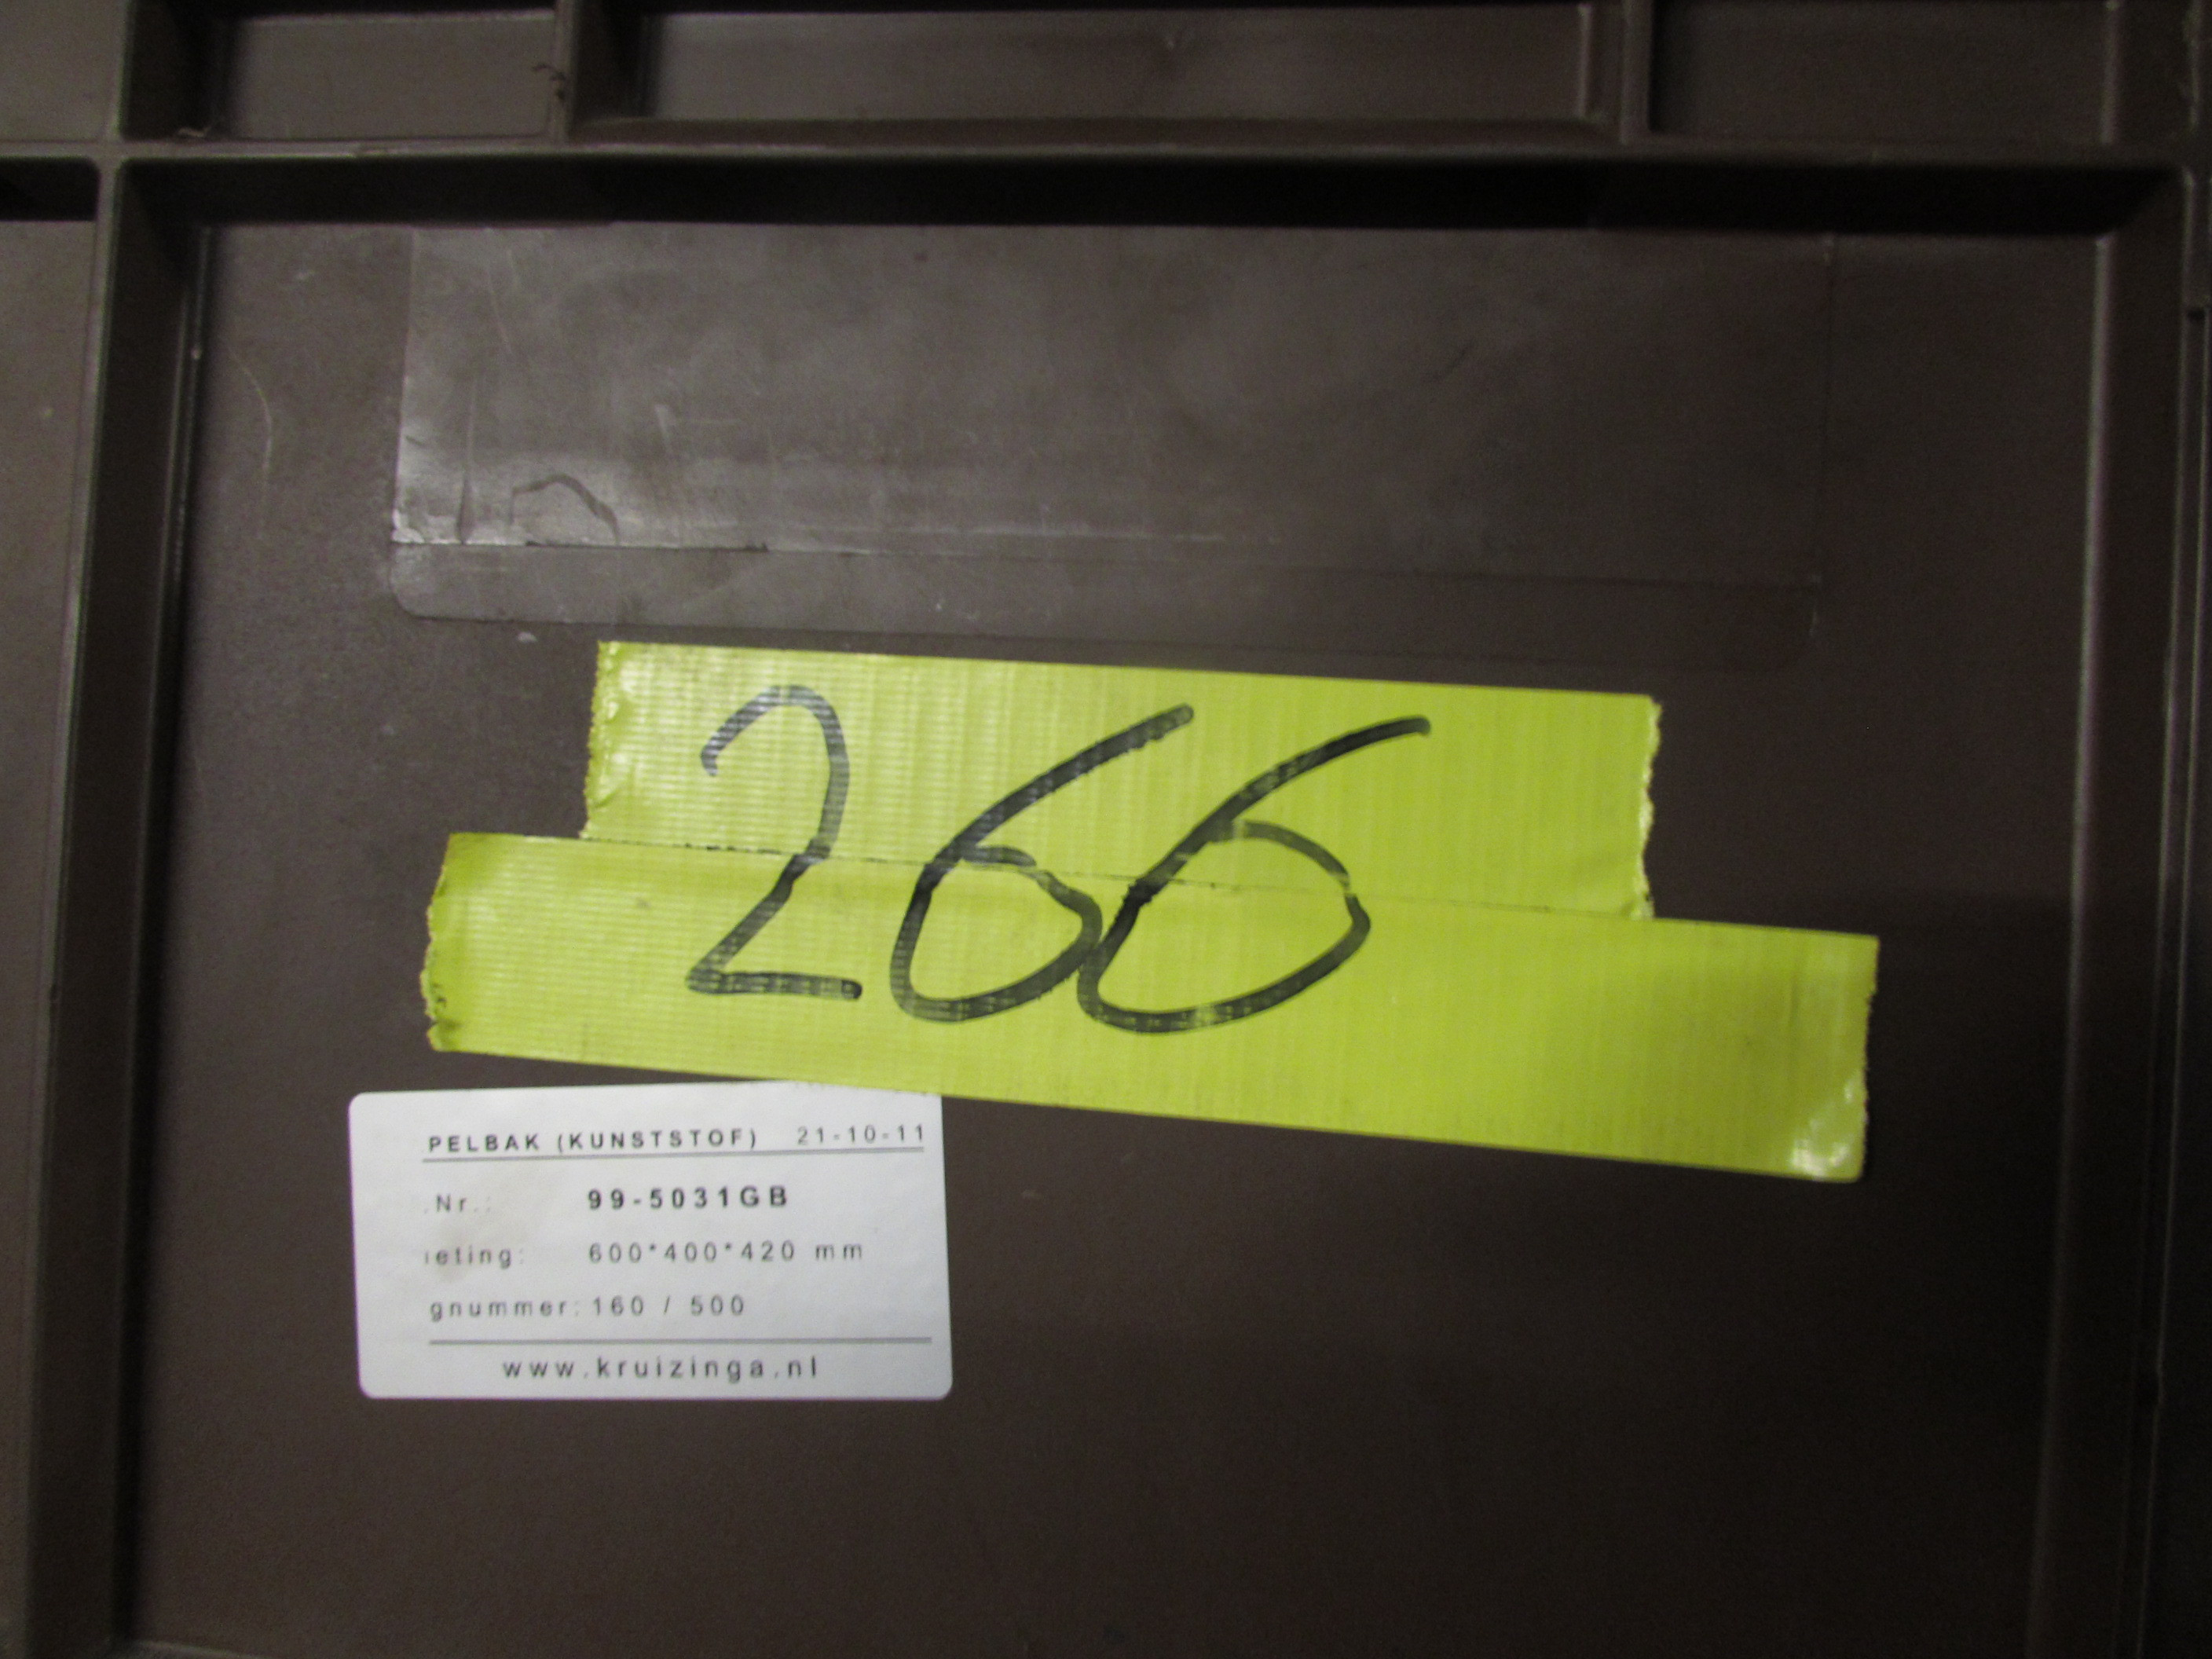 266
PELBAK (KUNSTSTOF) 21-10-11
.Nr.: 99-5031GB
eting: 600*400*420 mm
gnummer: 160 / 500
www.kruizinga.nl